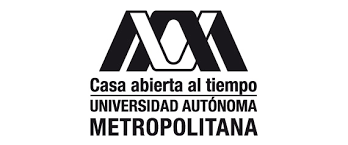 Casa abierta al tiempo
UNIVERSIDAD AUTÓNOMA
METROPOLITANA